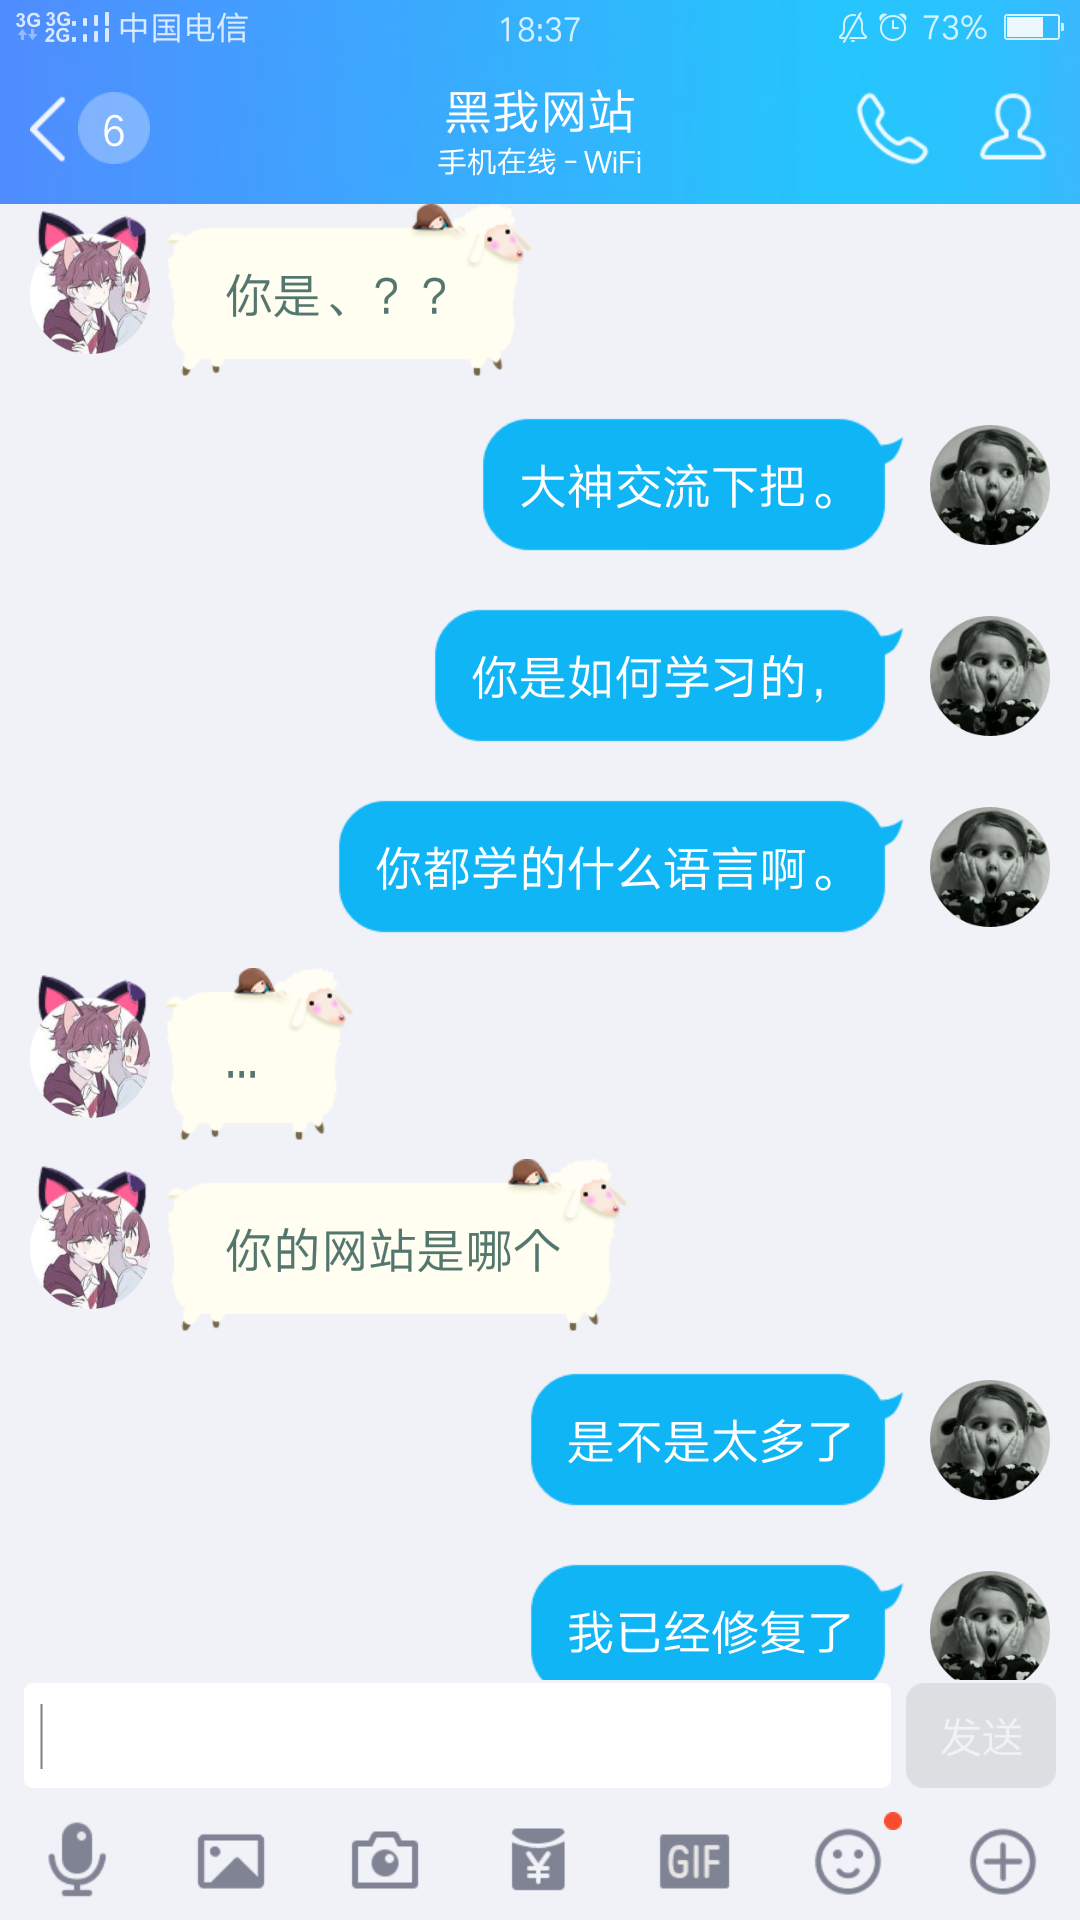 3G 3G 2G 中国电信 18:37 73%
6
黑我网站
手机在线 - WiFi
你是、？？
大神交流下把。
你是如何学习的，
你都学的什么语言啊。
...
你的网站是哪个
是不是太多了
我已经修复了
发送
¥ GIF